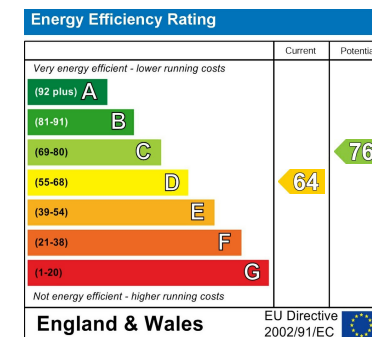 Energy Efficiency Rating
Current Potentia
Very energy efficient - lower running costs
(92 plus) A
(81-91) B
(69-80) C 76
(55-68) D 64
(39-54) E
(21-38) F
(1-20) G
Not energy efficient - higher running costs
England & Wales
EU Directive
2002/91/EC